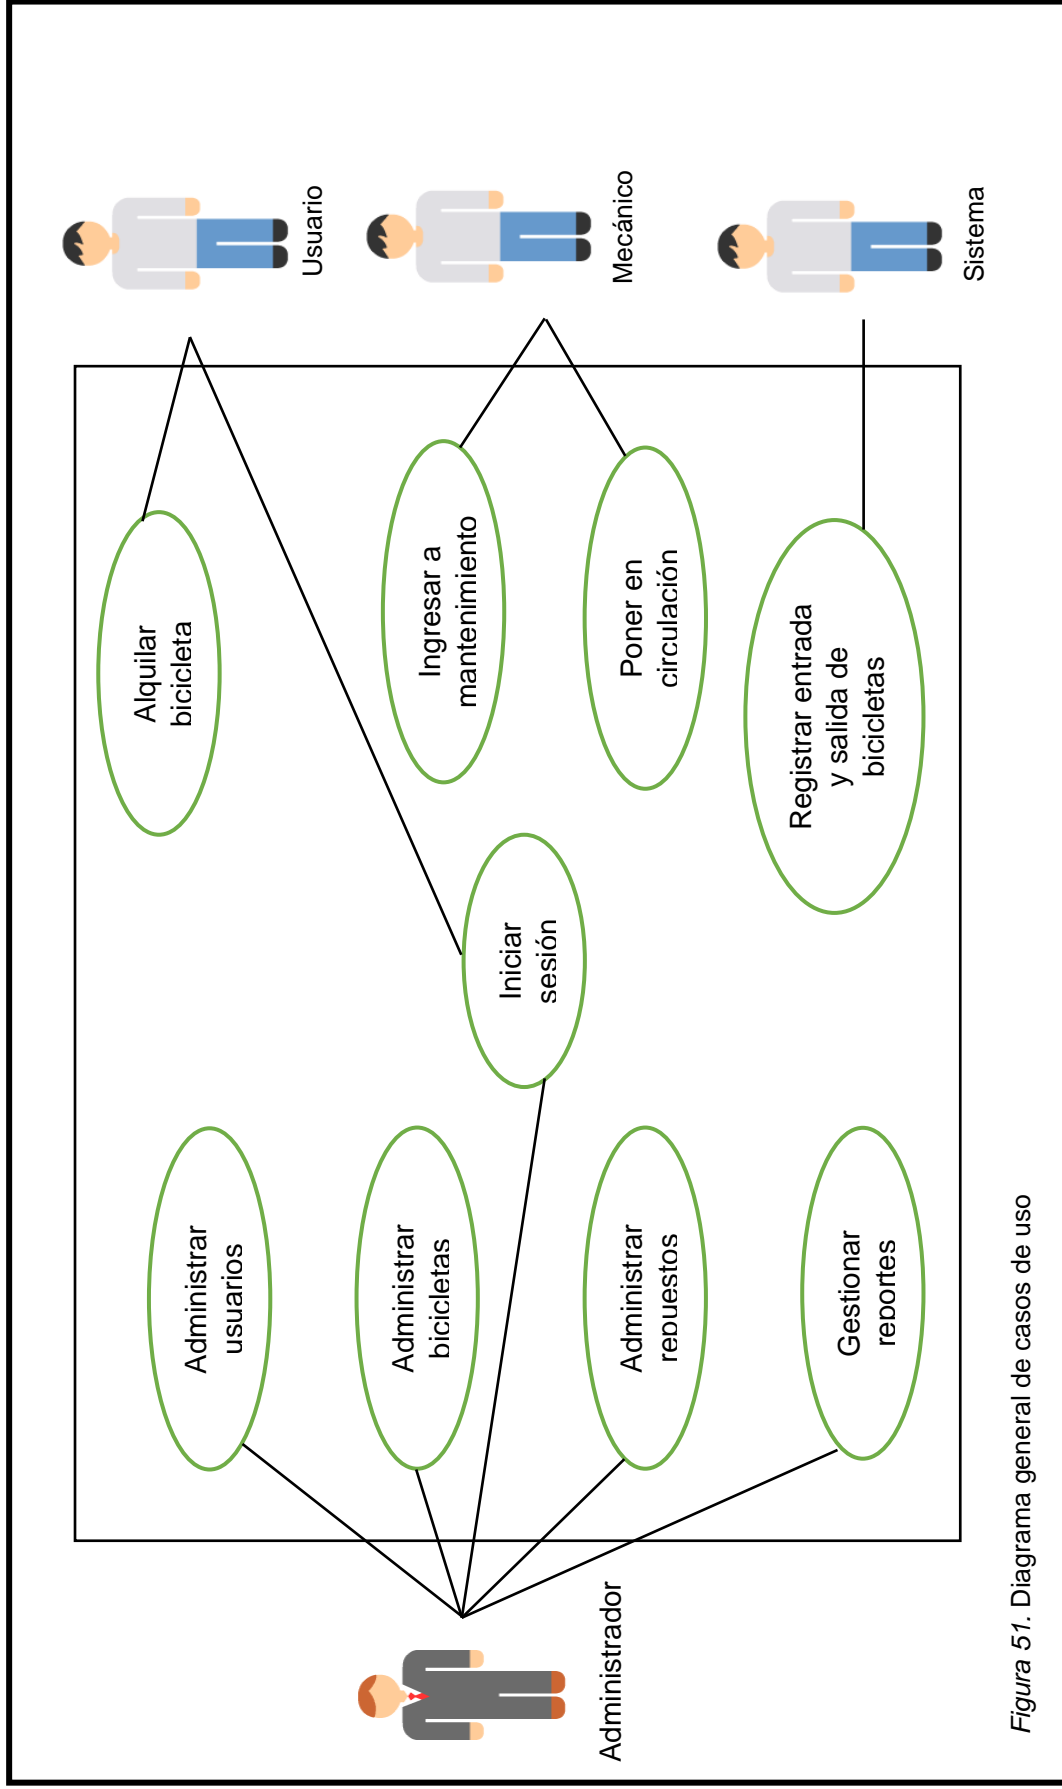 Administrador
Administrar
usuarios
Administrar
bicicletas
Administrar
repuestos
Gestionar
reportes
Iniciar
sesión
Alquilar
bicicleta
Ingresar a
mantenimiento
Poner en
circulación
Registrar entrada
y salida de
bicicletas
Usuario
Mecánico
Sistema
Figura 51. Diagrama general de casos de uso